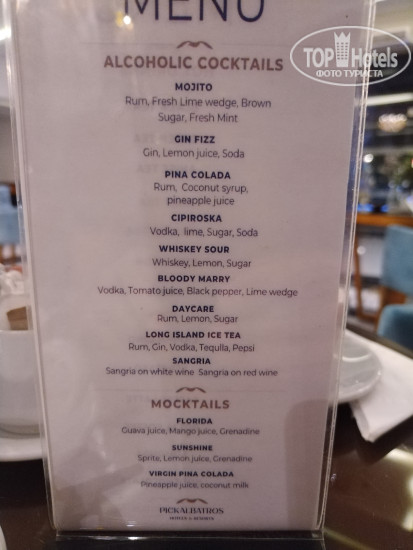 MENU
TOP Hotels
ФОТО ТУРИСТА
ALCOHOLIC COCKTAILS
MOJITO
Rum, Fresh Lime wedge, Brown
Sugar, Fresh Mint
GIN FIZZ
Gin, Lemon juice, Soda
PINA COLADA
Rum, Coconut syrup,
pineapple juice
CIPIROSKA
Vodka, lime, Sugar, Soda
WHISKEY SOUR
Whiskey, Lemon, Sugar
BLOODY MARRY
Vodka, Tomato juice, Black pepper, Lime wedge
DAYCARE
Rum, Lemon, Sugar
LONG ISLAND ICE TEA
Rum, Gin, Vodka, Tequila, Pepsi
SANGRIA
Sangria on white wine Sangria on red wine
MOCKTAILS
FLORIDA
Guava juice, Mango juice, Grenadine
SUNSHINE
Sprite, Lemon juice, Grenadine
VIRGIN PINA COLADA
Pineapple juice, coconut milk
PICKALBATROS
HOTELS & RESORTS